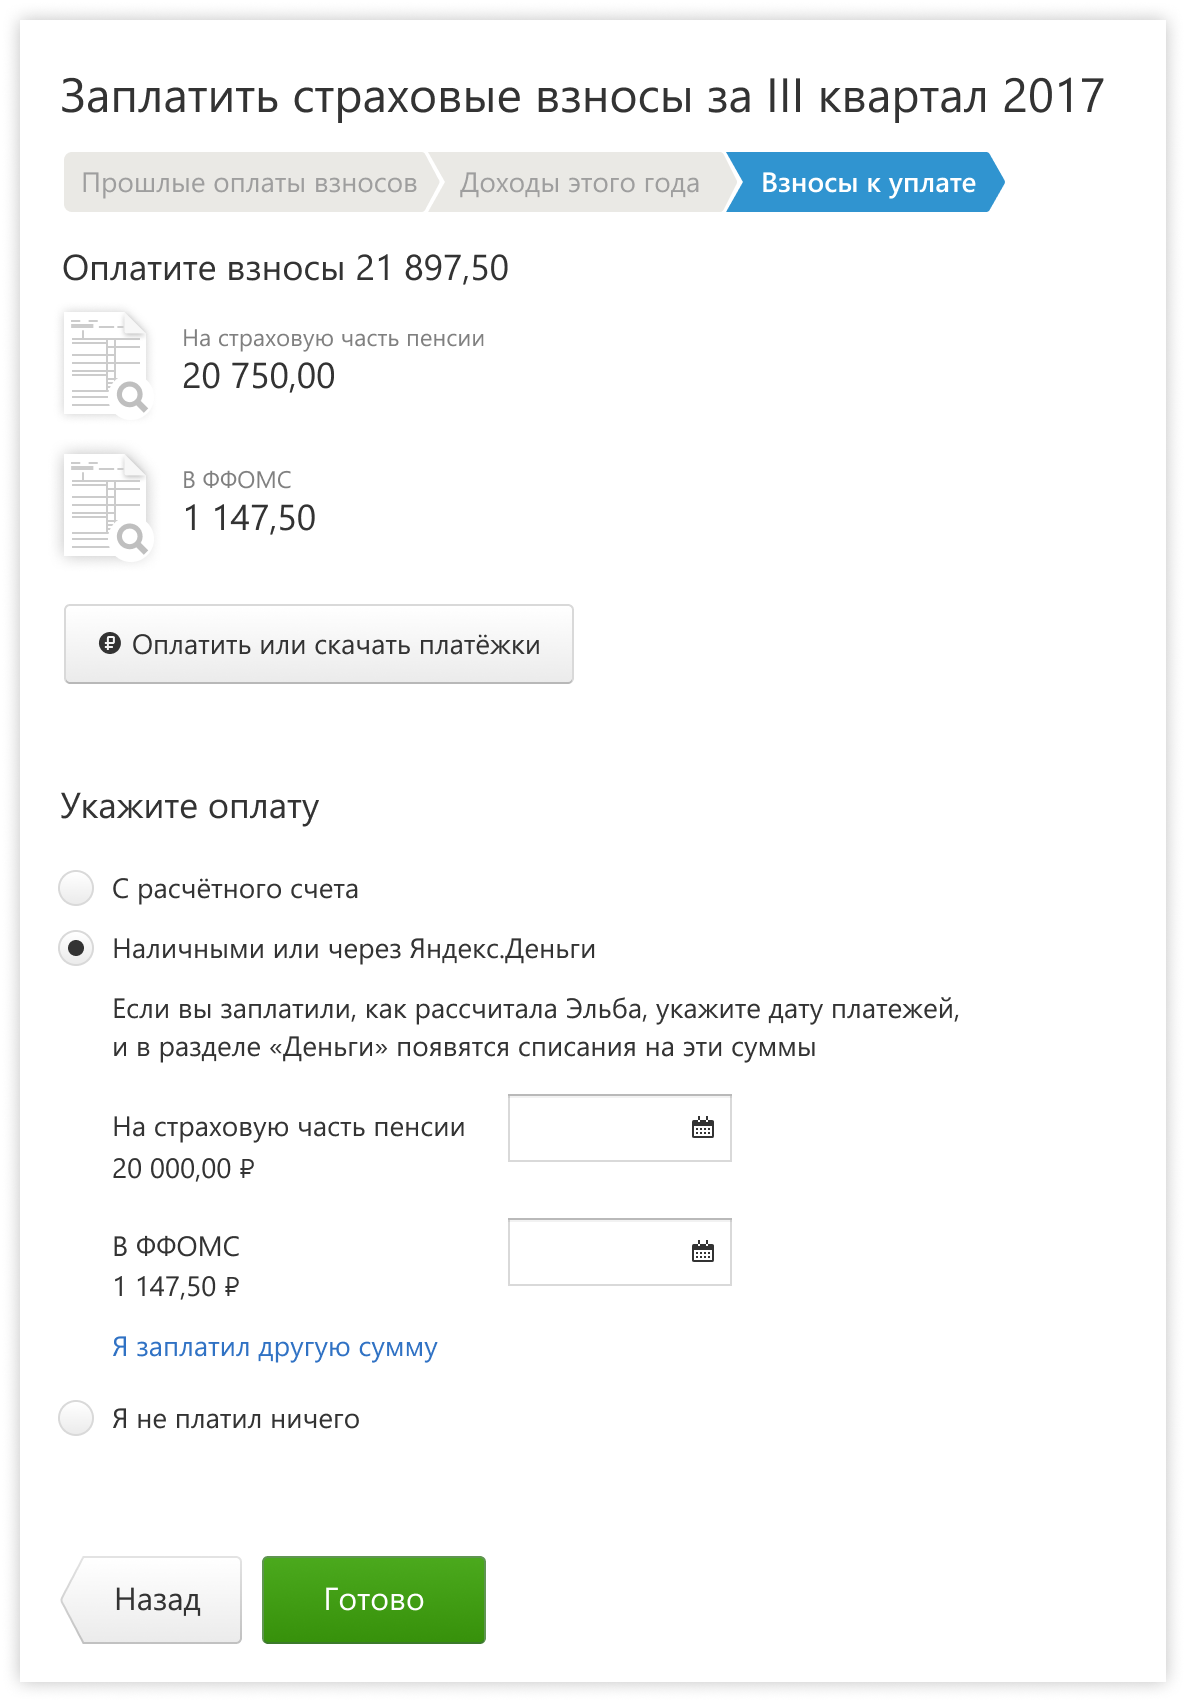 Заплатить страховые взносы за III квартал 2017
Прошлые оплаты взносов
Доходы этого года
Взносы к уплате
Оплатите взносы 21 897,50
На страховую часть пенсии
20 750,00
В ФФОМС
1 147,50
Оплатить или скачать платёжки
Укажите оплату
С расчётного счета
Наличными или через Яндекс.Деньги
Если вы заплатили, как рассчитала Эльба, укажите дату платежей,
и в разделе «Деньги» появятся списания на эти суммы
На страховую часть пенсии
20 000,00 ₽
В ФФОМС
1 147,50 ₽
Я заплатил другую сумму
Я не платил ничего
Назад
Готово